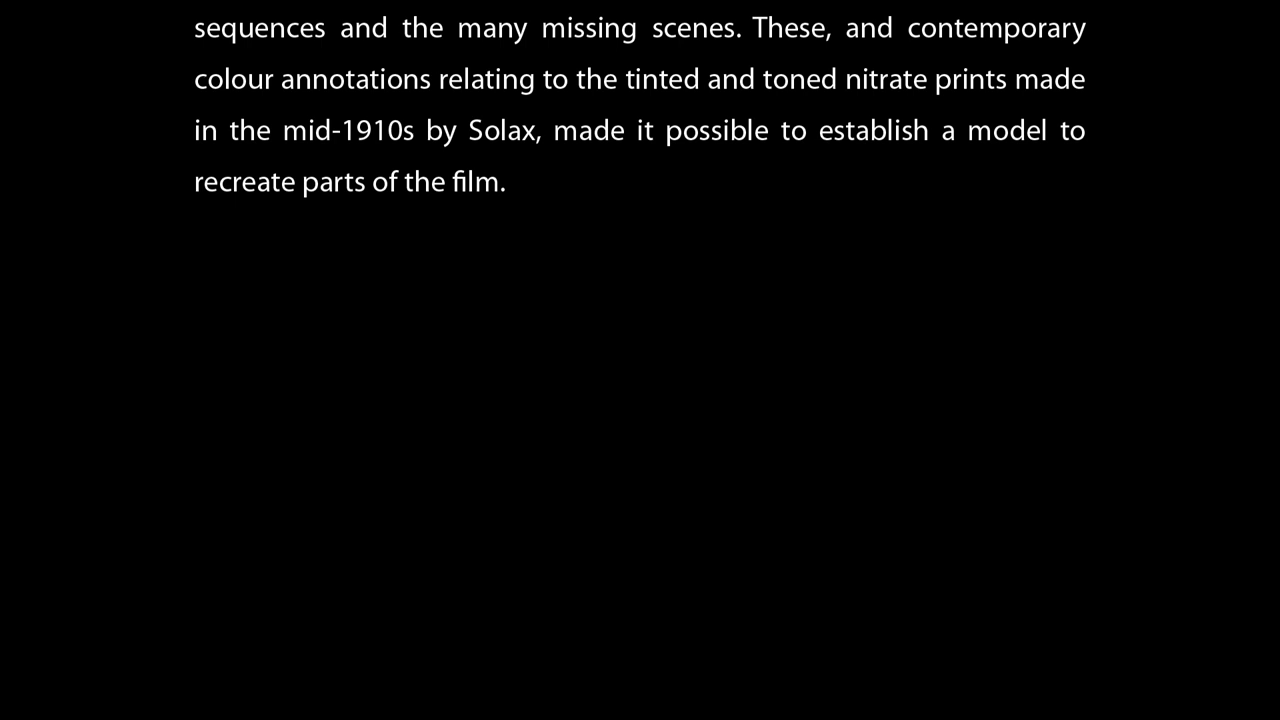 sequences and the many missing scenes. These, and contemporary
colour annotations relating to the tinted and toned nitrate prints made
in the mid-1910s by Solax, made it possible to establish a model to
recreate parts of the film.